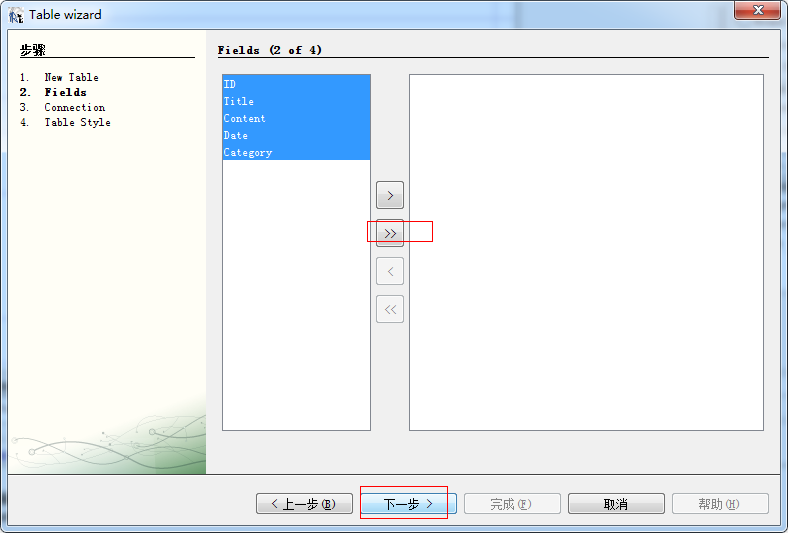 Table wizard
步骤
1. New Table
2. Fields
3. Connection
4. Table Style
Fields (2 of 4)
ID
Title
Content
Date
Category
>
>>
<
<<
< 上一步(B)
下一步 >
完成(F)
取消
帮助(H)